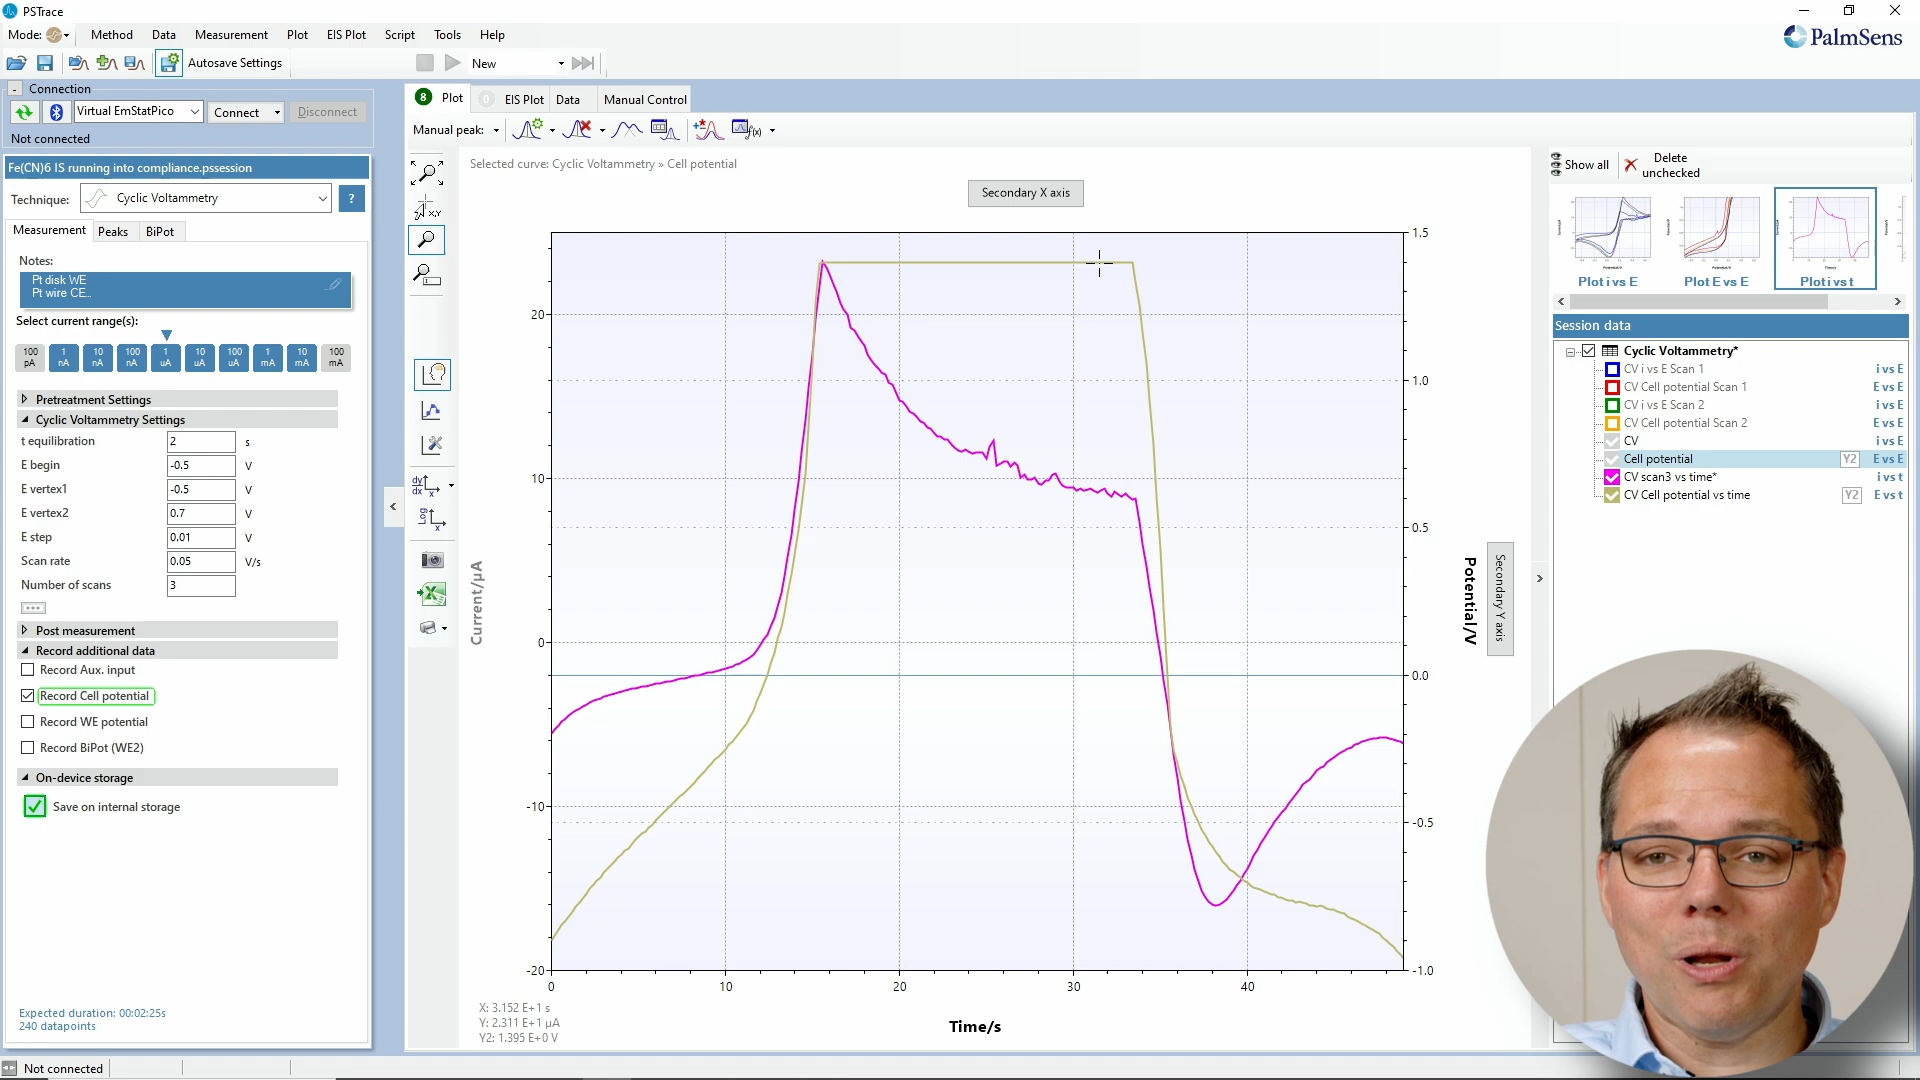 PSTrace
Mode:
Method
Data
Measurement
Plot
EIS Plot
Script
Tools
Help
PalmSens
Autosave Settings
New
- Connection
Virtual EmStatPico
Connect
Disconnect
Not connected
Fe(CN)6 IS running into compliance.pssession
Technique:
Cyclic Voltammetry
?
Measurement
Peaks
BiPot
Notes:
Pt disk WE
Pt wire CE...
Select current range(s):
100 pA
1 nA
10 nA
100 nA
1 uA
10 uA
100 uA
1 mA
10 mA
100 mA
Pretreatment Settings
Cyclic Voltammetry Settings
t equilibration 2 s
E begin -0.5 V
E vertex1 -0.5 V
E vertex2 0.7 V
E step 0.01 V
Scan rate 0.05 V/s
Number of scans 3
Post measurement
Record additional data
Record Aux. input
Record Cell potential
Record WE potential
Record BiPot (WE2)
On-device storage
Save on internal storage
Expected duration: 00:02:25s
240 datapoints
Not connected
8 Plot
0 EIS Plot
Data
Manual Control
Manual peak:
Selected curve: Cyclic Voltammetry » Cell potential
Secondary X axis
20
10
0
-10
-20
Current/µA
0
10
20
30
40
Time/s
1.5
1.0
0.5
0.0
-0.5
-1.0
Potential/V
Secondary Y axis
X: 3.152 E+1 s
Y: 2.311 E+1 µA
Y2: 1.395 E+0 V
Show all
Delete
unchecked
Plot i vs E
Plot E vs E
Plot i vs t
Session data
Cyclic Voltammetry*
CV i vs E Scan 1 i vs E
CV Cell potential Scan 1 E vs E
CV i vs E Scan 2 i vs E
CV Cell potential Scan 2 E vs E
CV i vs E
Cell potential Y2 E vs E
CV scan3 vs time* i vs t
CV Cell potential vs time Y2 E vs t